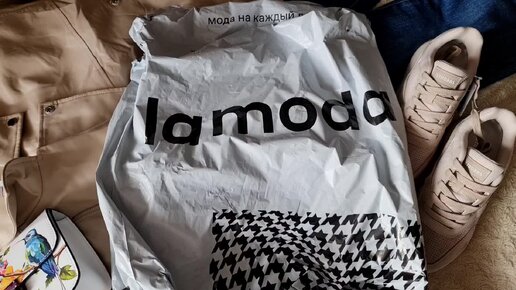 мода на каждый
lamoda